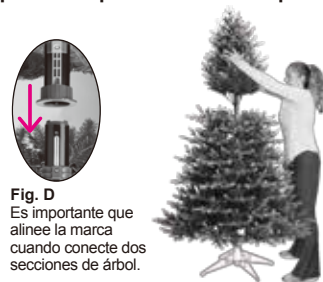 Fig. D
Es importante que
alinee la marca
cuando conecte dos
secciones de árbol.